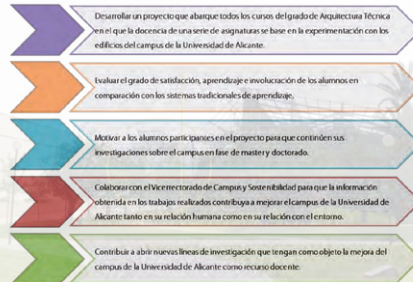 Desarrollar un proyecto que abarque todos los cursos del grado de Arquitectura Técnica
en el que la docencia de una serie de asignaturas se base en la experimentación con los
edificios del campus de la Universidad de Alicante.
Evaluar el grado de satisfacción, aprendizaje e involucración de los alumnos en
comparación con los sistemas tradicionales de aprendizaje.
Motivar a los alumnos participantes en el proyecto para que continúen sus
investigaciones sobre el campus en fase de master y doctorado.
Colaborar con el Vicerrectorado de Campus y Sostenibilidad para que la información
obtenida en los trabajos realizados contribuya a mejorar el campus de la Universidad de
Alicante tanto en su relación humana como en su relación con el entorno.
Contribuir a abrir nuevas líneas de investigación que tengan como objeto la mejora del
campus de la Universidad de Alicante como recurso docente.